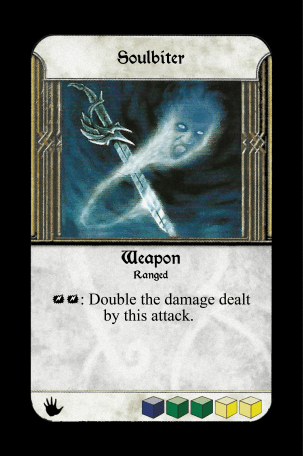 Soulbiter
Weapon
Ranged
: Double the damage dealt
by this attack.